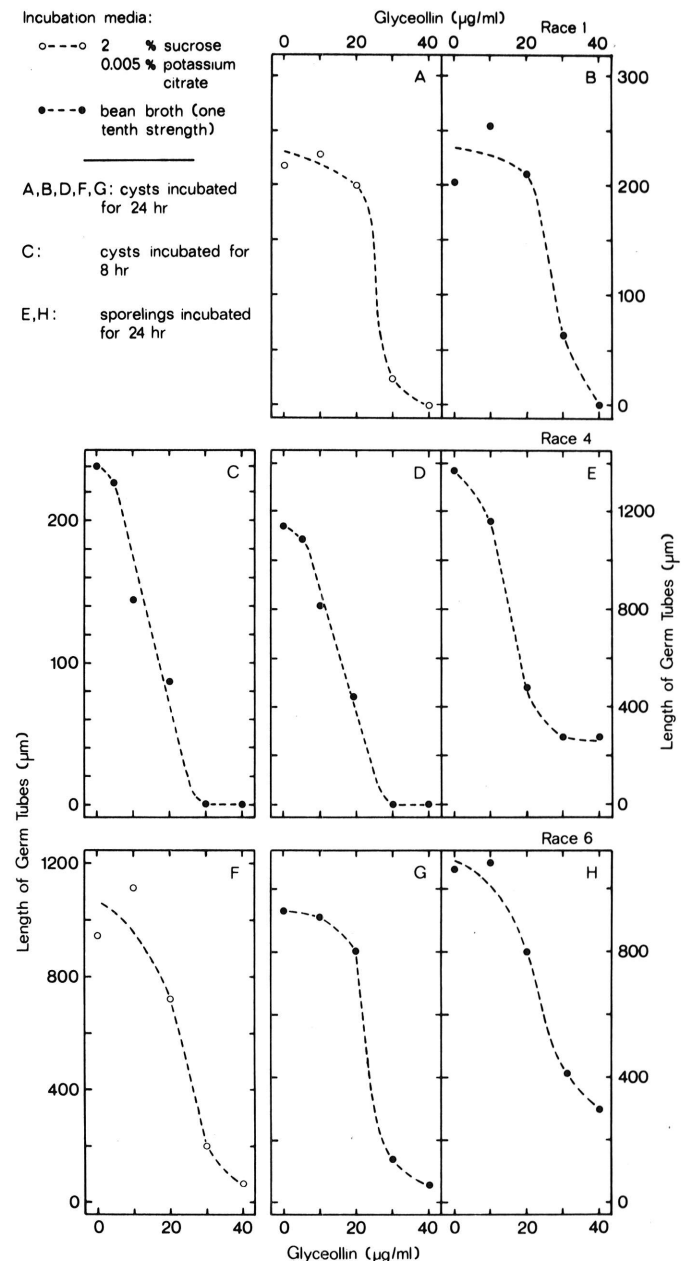 Incubation media:
2 % sucrose
0.005 % potassium
citrate
bean broth (one
tenth strength)
A,B,D,F,G: cysts incubated
for 24 hr
C: cysts incubated for
8 hr
E,H: sporelings incubated
for 24 hr
Glyceollin (µg/ml)
Race 1
0 20 40 0 20 40
A B
300
200
100
0
Race 4
C D E
200
100
0
1200
800
400
0
Length of Germ Tubes (µm)
Race 6
F G H
1200
800
400
0
800
400
0
Length of Germ Tubes (µm)
0 20 40 0 20 40 0 20 40
Glyceollin (µg/ml)